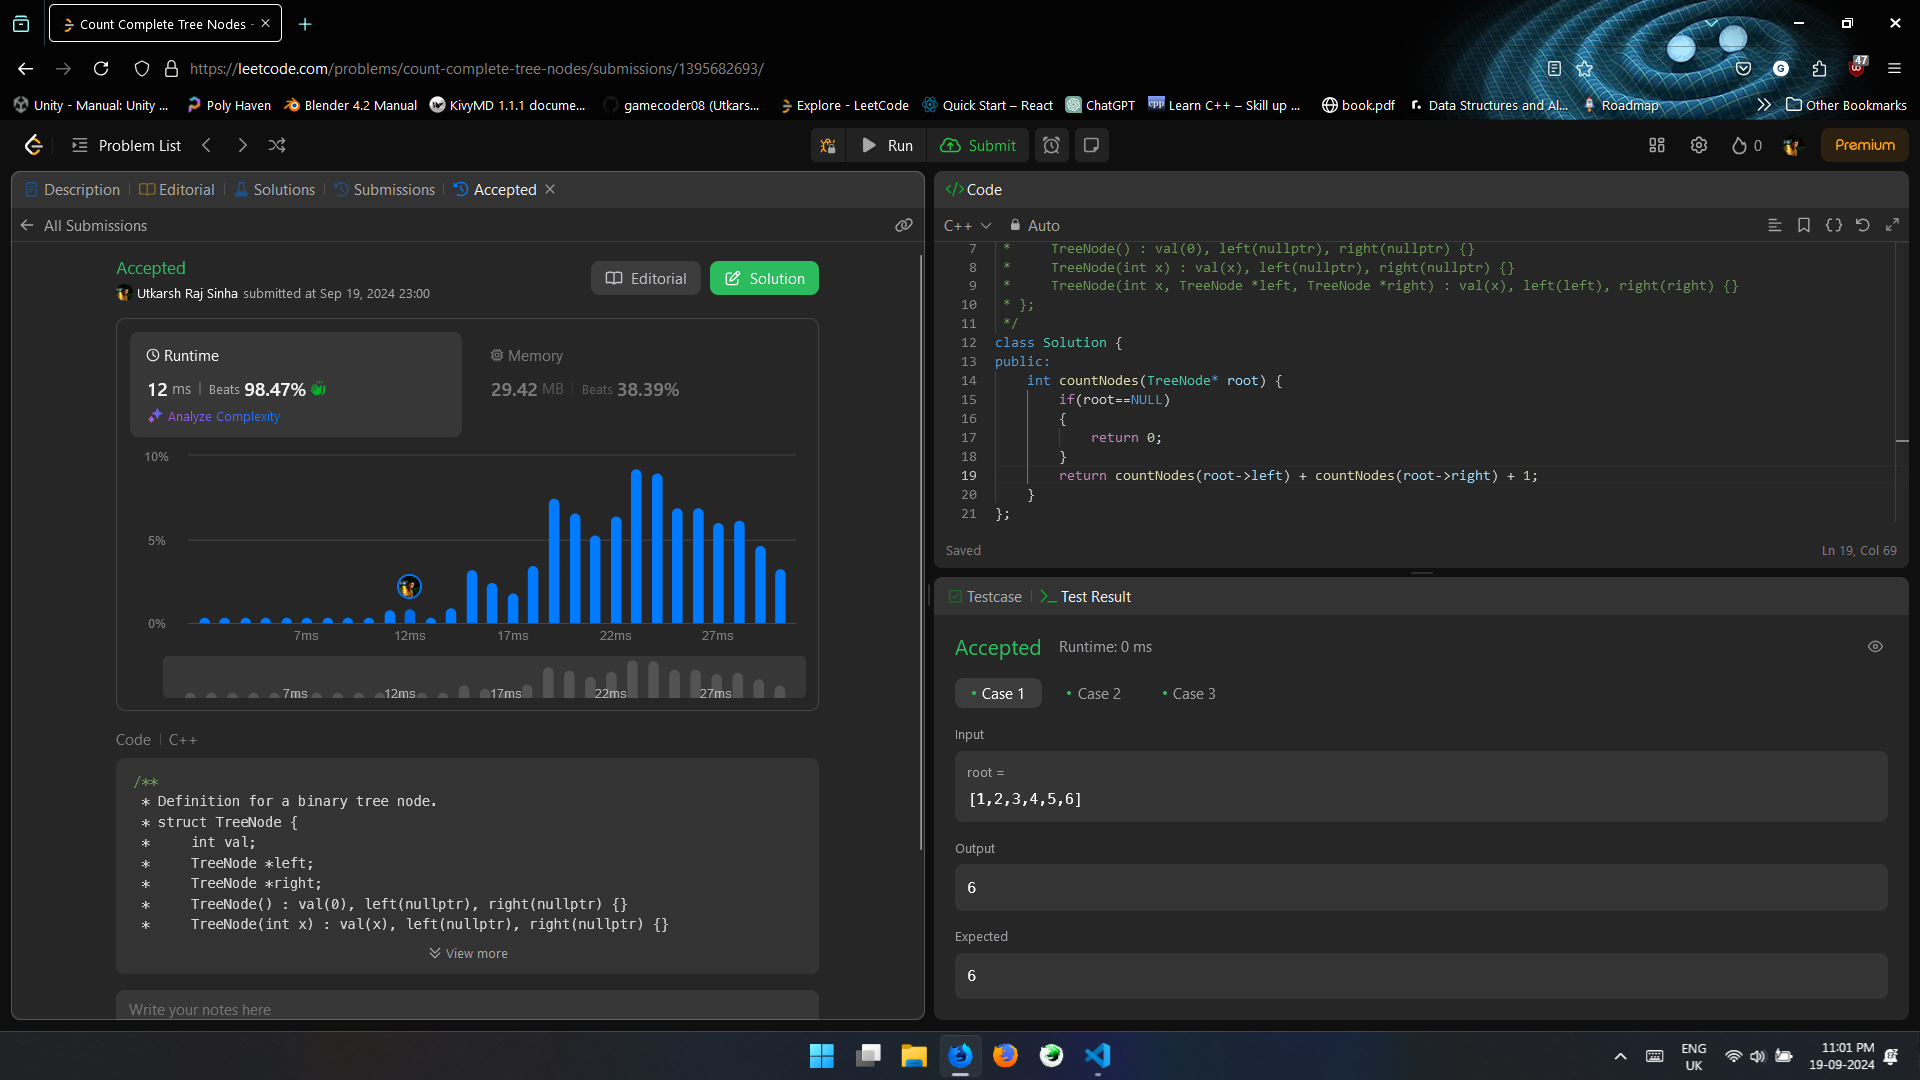 Count Complete Tree Nodes -
https://leetcode.com/problems/count-complete-tree-nodes/submissions/1395682693/
G
47
Unity - Manual: Unity ...
Poly Haven
Blender 4.2 Manual
KivyMD 1.1.1 docume...
gamecoder08 (Utkars...
Explore - LeetCode
Quick Start – React
ChatGPT
Learn C++ – Skill up ...
book.pdf
Data Structures and Al...
Roadmap
Other Bookmarks
Problem List
Run
Submit
0
Premium
Description
Editorial
Solutions
Submissions
Accepted
All Submissions
Accepted
Utkarsh Raj Sinha submitted at Sep 19, 2024 23:00
Editorial
Solution
Runtime
12 ms | Beats 98.47%
Analyze Complexity
Memory
29.42 MB | Beats 38.39%
10%
5%
0%
7ms 12ms 17ms 22ms 27ms
7ms 12ms 17ms 22ms 27ms
Code | C++
/**
* Definition for a binary tree node.
* struct TreeNode {
*     int val;
*     TreeNode *left;
*     TreeNode *right;
*     TreeNode() : val(0), left(nullptr), right(nullptr) {}
*     TreeNode(int x) : val(x), left(nullptr), right(nullptr) {}
View more
Write your notes here
</>Code
C++
Auto
7 *     TreeNode() : val(0), left(nullptr), right(nullptr) {}
8 *     TreeNode(int x) : val(x), left(nullptr), right(nullptr) {}
9 *     TreeNode(int x, TreeNode *left, TreeNode *right) : val(x), left(left), right(right) {}
10 * };
11 */
12 class Solution {
13 public:
14     int countNodes(TreeNode* root) {
15         if(root==NULL)
16         {
17             return 0;
18         }
19         return countNodes(root->left) + countNodes(root->right) + 1;
20     }
21 };
Saved
Ln 19, Col 69
Testcase
Test Result
Accepted
Runtime: 0 ms
• Case 1
• Case 2
• Case 3
Input
root =
[1,2,3,4,5,6]
Output
6
Expected
6
ENG
UK
11:01 PM
19-09-2024